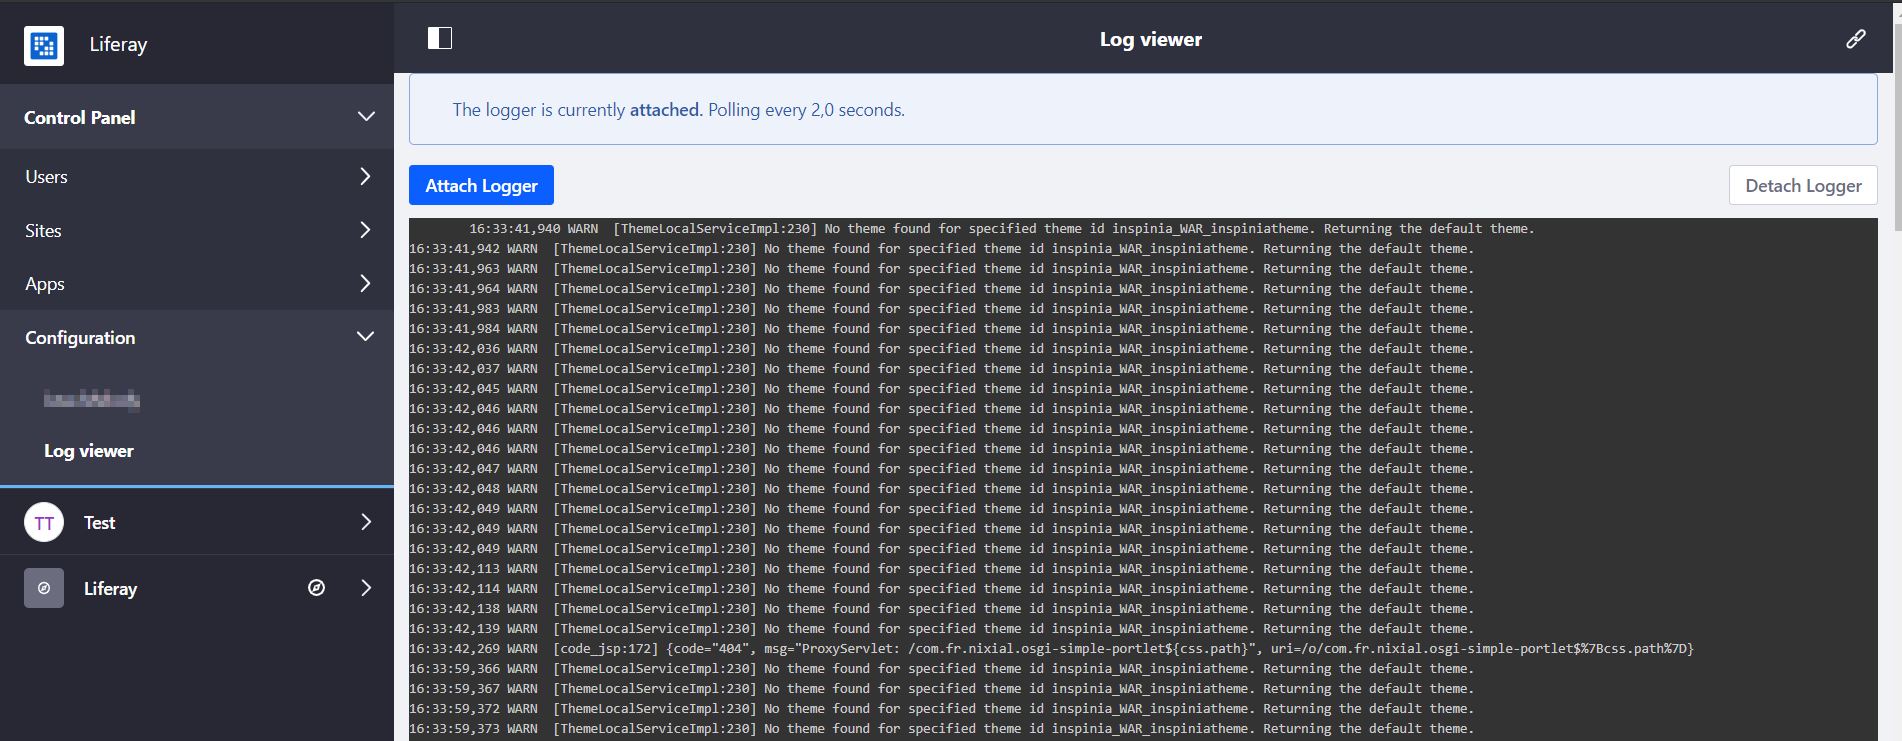 Liferay
Log viewer
Control Panel
Users
Sites
Apps
Configuration
Log viewer
TT Test
Liferay
The logger is currently attached. Polling every 2,0 seconds.
Attach Logger
Detach Logger
16:33:41,940 WARN  [ThemeLocalServiceImpl:230] No theme found for specified theme id inspinia_WAR_inspiniatheme. Returning the default theme.
16:33:41,942 WARN  [ThemeLocalServiceImpl:230] No theme found for specified theme id inspinia_WAR_inspiniatheme. Returning the default theme.
16:33:41,963 WARN  [ThemeLocalServiceImpl:230] No theme found for specified theme id inspinia_WAR_inspiniatheme. Returning the default theme.
16:33:41,964 WARN  [ThemeLocalServiceImpl:230] No theme found for specified theme id inspinia_WAR_inspiniatheme. Returning the default theme.
16:33:41,983 WARN  [ThemeLocalServiceImpl:230] No theme found for specified theme id inspinia_WAR_inspiniatheme. Returning the default theme.
16:33:41,984 WARN  [ThemeLocalServiceImpl:230] No theme found for specified theme id inspinia_WAR_inspiniatheme. Returning the default theme.
16:33:42,036 WARN  [ThemeLocalServiceImpl:230] No theme found for specified theme id inspinia_WAR_inspiniatheme. Returning the default theme.
16:33:42,037 WARN  [ThemeLocalServiceImpl:230] No theme found for specified theme id inspinia_WAR_inspiniatheme. Returning the default theme.
16:33:42,045 WARN  [ThemeLocalServiceImpl:230] No theme found for specified theme id inspinia_WAR_inspiniatheme. Returning the default theme.
16:33:42,046 WARN  [ThemeLocalServiceImpl:230] No theme found for specified theme id inspinia_WAR_inspiniatheme. Returning the default theme.
16:33:42,046 WARN  [ThemeLocalServiceImpl:230] No theme found for specified theme id inspinia_WAR_inspiniatheme. Returning the default theme.
16:33:42,046 WARN  [ThemeLocalServiceImpl:230] No theme found for specified theme id inspinia_WAR_inspiniatheme. Returning the default theme.
16:33:42,047 WARN  [ThemeLocalServiceImpl:230] No theme found for specified theme id inspinia_WAR_inspiniatheme. Returning the default theme.
16:33:42,048 WARN  [ThemeLocalServiceImpl:230] No theme found for specified theme id inspinia_WAR_inspiniatheme. Returning the default theme.
16:33:42,049 WARN  [ThemeLocalServiceImpl:230] No theme found for specified theme id inspinia_WAR_inspiniatheme. Returning the default theme.
16:33:42,049 WARN  [ThemeLocalServiceImpl:230] No theme found for specified theme id inspinia_WAR_inspiniatheme. Returning the default theme.
16:33:42,049 WARN  [ThemeLocalServiceImpl:230] No theme found for specified theme id inspinia_WAR_inspiniatheme. Returning the default theme.
16:33:42,113 WARN  [ThemeLocalServiceImpl:230] No theme found for specified theme id inspinia_WAR_inspiniatheme. Returning the default theme.
16:33:42,114 WARN  [ThemeLocalServiceImpl:230] No theme found for specified theme id inspinia_WAR_inspiniatheme. Returning the default theme.
16:33:42,138 WARN  [ThemeLocalServiceImpl:230] No theme found for specified theme id inspinia_WAR_inspiniatheme. Returning the default theme.
16:33:42,139 WARN  [ThemeLocalServiceImpl:230] No theme found for specified theme id inspinia_WAR_inspiniatheme. Returning the default theme.
16:33:42,269 WARN  [code_jsp:172] {code="404", msg="ProxyServlet: /com.fr.nixial.osgi-simple-portlet${css.path}", uri=/o/com.fr.nixial.osgi-simple-portlet$%7Bcss.path%7D}
16:33:59,366 WARN  [ThemeLocalServiceImpl:230] No theme found for specified theme id inspinia_WAR_inspiniatheme. Returning the default theme.
16:33:59,367 WARN  [ThemeLocalServiceImpl:230] No theme found for specified theme id inspinia_WAR_inspiniatheme. Returning the default theme.
16:33:59,372 WARN  [ThemeLocalServiceImpl:230] No theme found for specified theme id inspinia_WAR_inspiniatheme. Returning the default theme.
16:33:59,373 WARN  [ThemeLocalServiceImpl:230] No theme found for specified theme id inspinia_WAR_inspiniatheme. Returning the default theme.